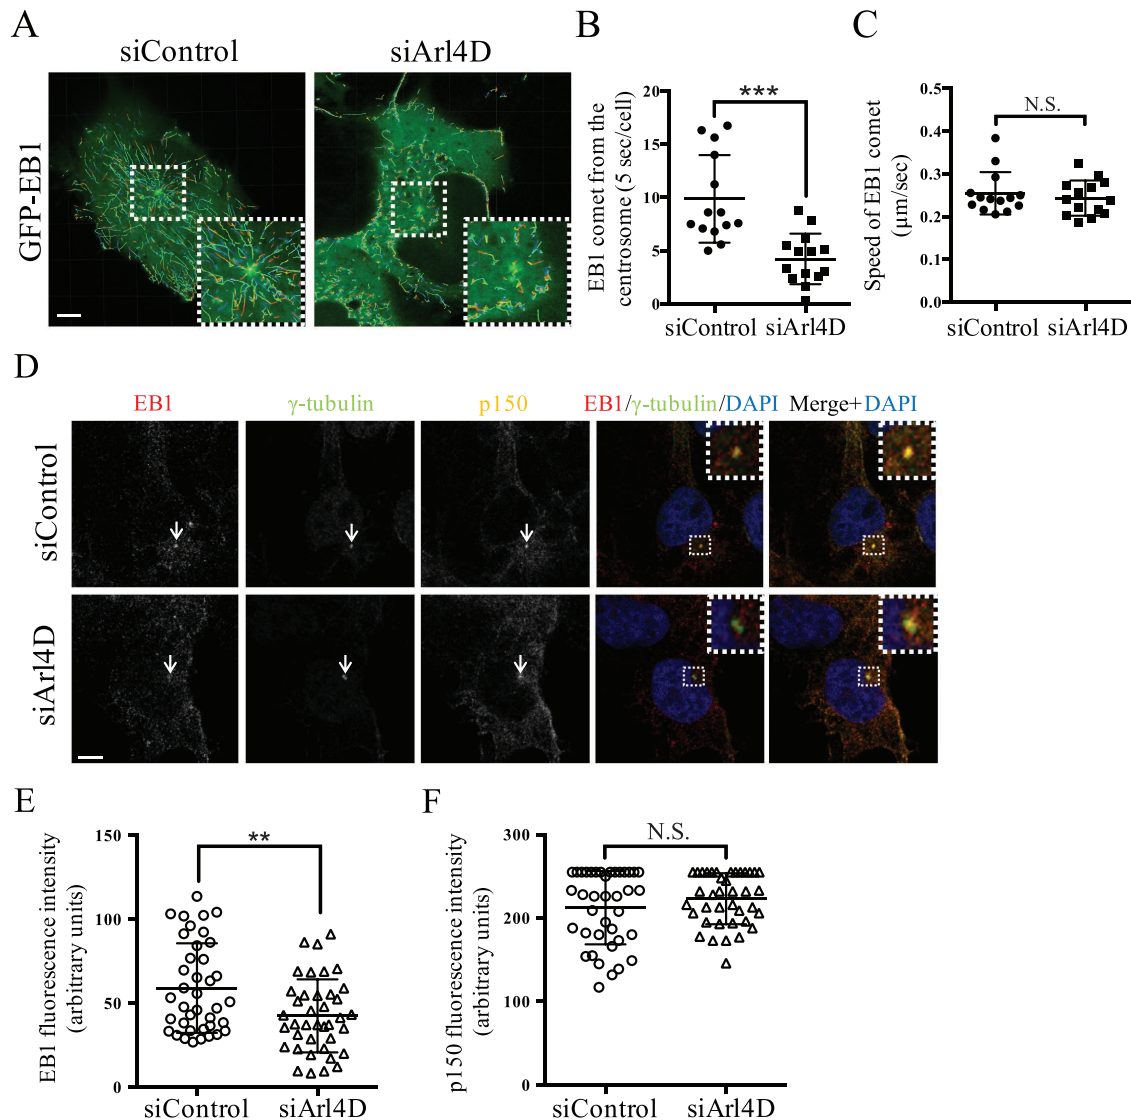 A
siControl
siArl4D
GFP-EB1
B
EB1 comet from the
centrosome (5 sec/cell)
20
15
10
5
0
***
siControl
siArl4D
C
Speed of EB1 comet
(μm/sec)
0.5
0.4
0.3
0.2
0.1
0.0
N.S.
siControl
siArl4D
D
EB1
γ-tubulin
p150
EB1/γ-tubulin/DAPI
Merge+DAPI
siControl
siArl4D
E
EB1 fluorescence intensity
(arbitrary units)
150
100
50
0
**
siControl
siArl4D
F
p150 fluorescence intensity
(arbitrary units)
300
200
100
0
N.S.
siControl
siArl4D